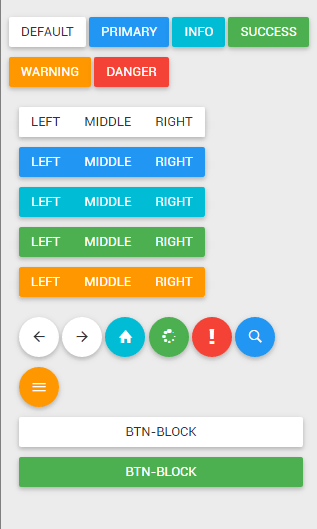 DEFAULT PRIMARY INFO SUCCESS
WARNING DANGER
LEFT MIDDLE RIGHT
LEFT MIDDLE RIGHT
LEFT MIDDLE RIGHT
LEFT MIDDLE RIGHT
LEFT MIDDLE RIGHT
!
BTN-BLOCK
BTN-BLOCK